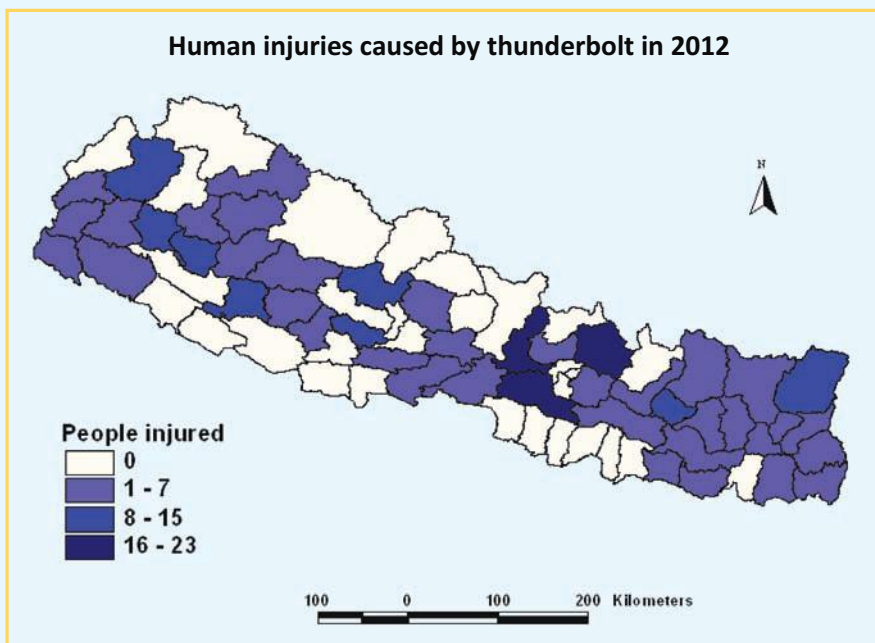 Human injuries caused by thunderbolt in 2012
N
People injured
0
1 - 7
8 - 15
16 - 23
100 0 100 200 Kilometers